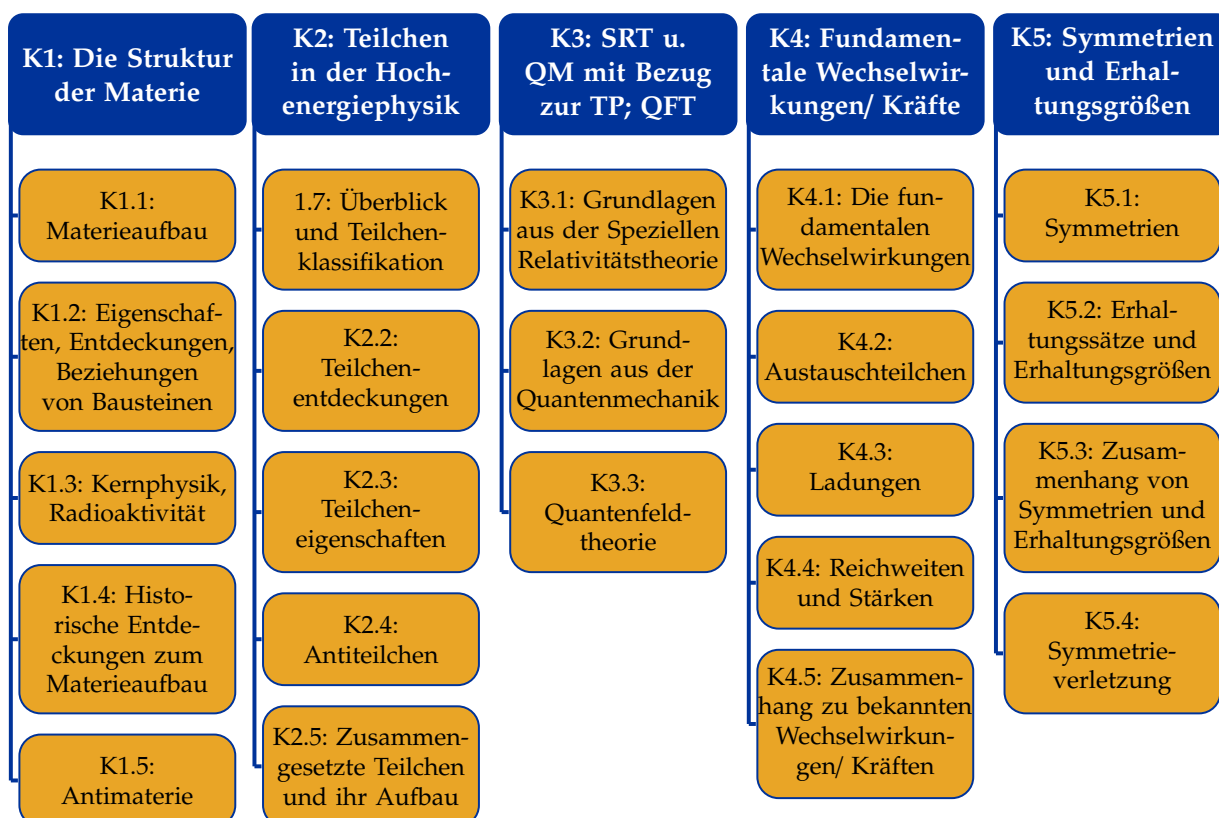 K1: Die Struktur
der Materie
K1.1:
Materieaufbau
K1.2: Eigenschaf-
ten, Entdeckungen,
Beziehungen
von Bausteinen
K1.3: Kernphysik,
Radioaktivität
K1.4: Histo-
rische Entde-
ckungen zum
Materieaufbau
K1.5:
Antimaterie
K2: Teilchen
in der Hoch-
energiephysik
1.7: Überblick
und Teilchen-
klassifikation
K2.2:
Teilchen-
entdeckungen
K2.3:
Teilchen-
eigenschaften
K2.4:
Antiteilchen
K2.5: Zusammen-
gesetzte Teilchen
und ihr Aufbau
K3: SRT u.
QM mit Bezug
zur TP; QFT
K3.1: Grundlagen
aus der Speziellen
Relativitätstheorie
K3.2: Grund-
lagen aus der
Quantenmechanik
K3.3:
Quantenfeld-
theorie
K4: Fundamen-
tale Wechselwir-
kungen/ Kräfte
K4.1: Die fun-
damentalen
Wechselwirkungen
K4.2:
Austauschteilchen
K4.3:
Ladungen
K4.4: Reichweiten
und Stärken
K4.5: Zusammen-
hang zu bekannten
Wechselwirkun-
gen/ Kräften
K5: Symmetrien
und Erhal-
tungsgrößen
K5.1:
Symmetrien
K5.2: Erhal-
tungssätze und
Erhaltungsgrößen
K5.3: Zusam-
menhang von
Symmetrien und
Erhaltungsgrößen
K5.4:
Symmetrie-
verletzung